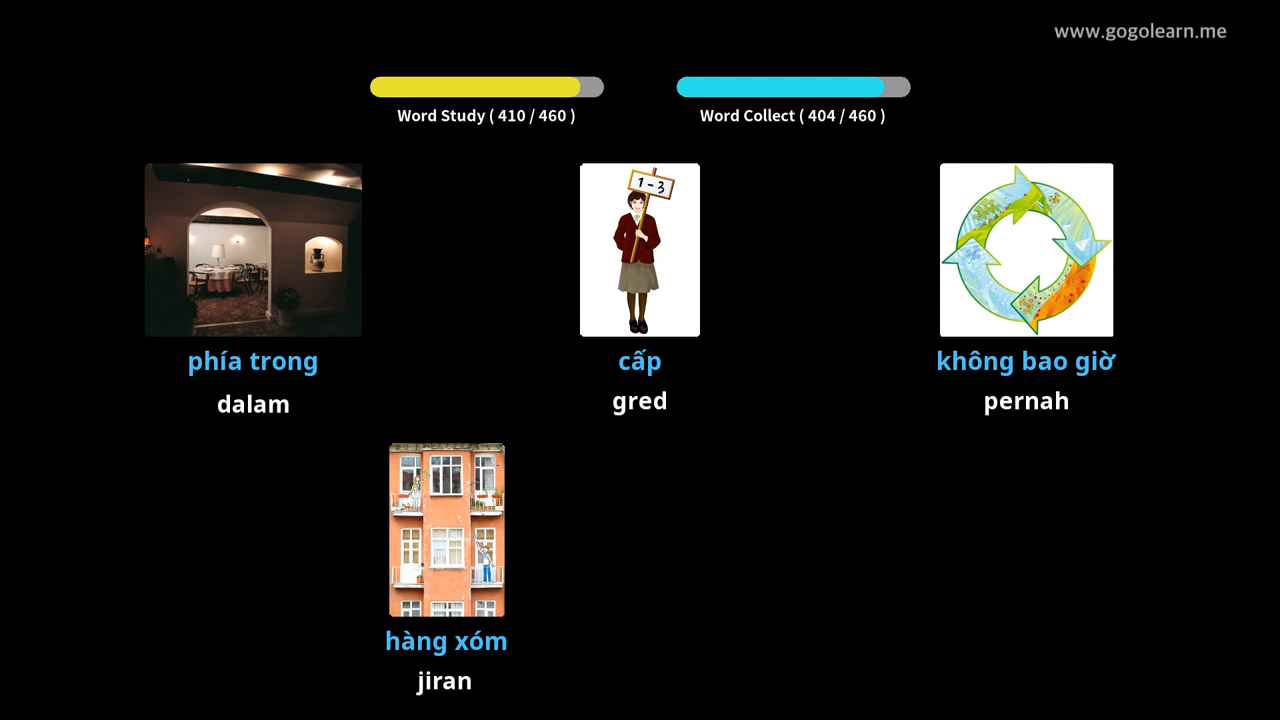 www.gogolearn.me
Word Study ( 410 / 460 )
Word Collect ( 404 / 460 )
1 - 3
phía trong
cấp
không bao giờ
dalam
gred
pernah
hàng xóm
jiran